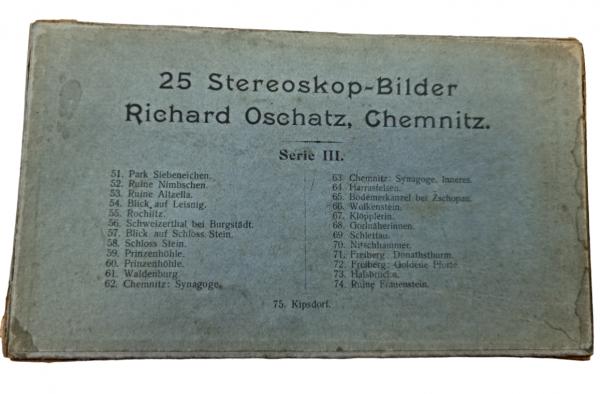 25 Stereoskop-Bilder
Richard Oschatz, Chemnitz.
Serie III.
51. Park Siebeneichen.
52. Ruine Nimbschen.
53. Ruine Altzella.
54. Blick auf Leisnig.
55. Rochlitz.
56. Schweizerthal bei Burgstädt.
57. Blick auf Schloss Stein.
58. Schloss Stein.
59. Prinzenhöhle.
60. Prinzenhöhle.
61. Waldenburg.
62. Chemnitz: Synagoge.
63. Chemnitz: Synagoge, Inneres.
64. Harrasfelsen.
65. Bodemerkanzel bei Zschopau.
66. Wolkenstein.
67. Klöpplerin.
68. Gorlnäherinnen.
69. Schlettau.
70. Nitzschhammer.
71. Freiberg: Donathsthurm.
72. Freiberg: Goldene Pforte.
73. Halsbrücke.
74. Ruine Frauenstein.
75. Kipsdorf.